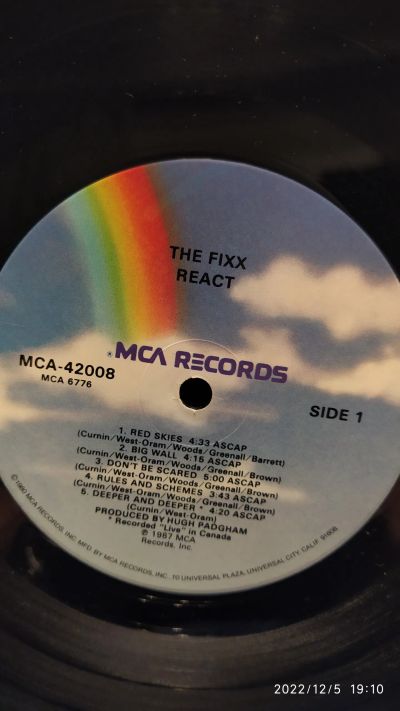 THE FIXX
REACT
MCA RECORDS
MCA-42008
MCA 6776
SIDE 1
1. RED SKIES 4:33 ASCAP
(Curnin/West-Oram/Woods/Greenall/Barrett)
2. BIG WALL 4:15 ASCAP
(Curnin/West-Oram/Woods/Greenall/Brown)
3. DON'T BE SCARED 5:00 ASCAP
(Curnin/West-Oram/Woods/Greenall/Brown)
4. RULES AND SCHEMES 3:43 ASCAP
(Curnin/West-Oram/Woods/Greenall/Brown)
5. DEEPER AND DEEPER * 4:20 ASCAP
(Curnin/West-Oram)
PRODUCED BY HUGH PADGHAM
* Recorded "Live" in Canada
℗ 1987 MCA
Records, Inc.
©1980 MCA RECORDS, INC. MFG BY MCA RECORDS, INC., 70 UNIVERSAL PLAZA, UNIVERSAL CITY, CALIF. 91608
2022/12/5 19:10